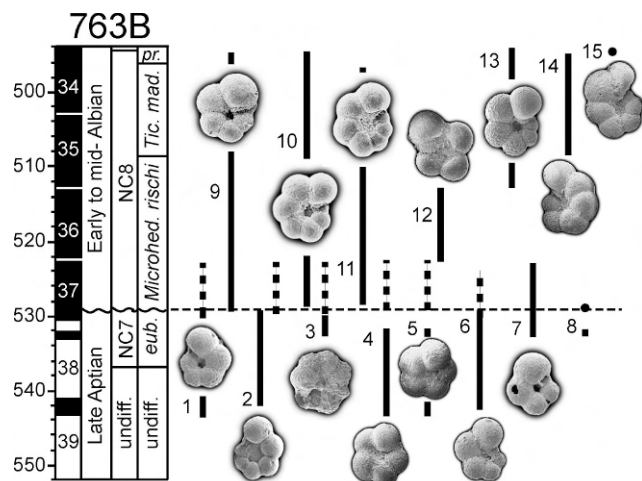 763B
500
510
520
530
540
550
34
35
36
37
38
39
Early to mid- Albian
Late Aptian
NC8
NC7
undiff.
pr.
Tic. mad.
Microhed. rischi
eub.
undiff.
1
2
3
4
5
6
7
8
9
10
11
12
13
14
15